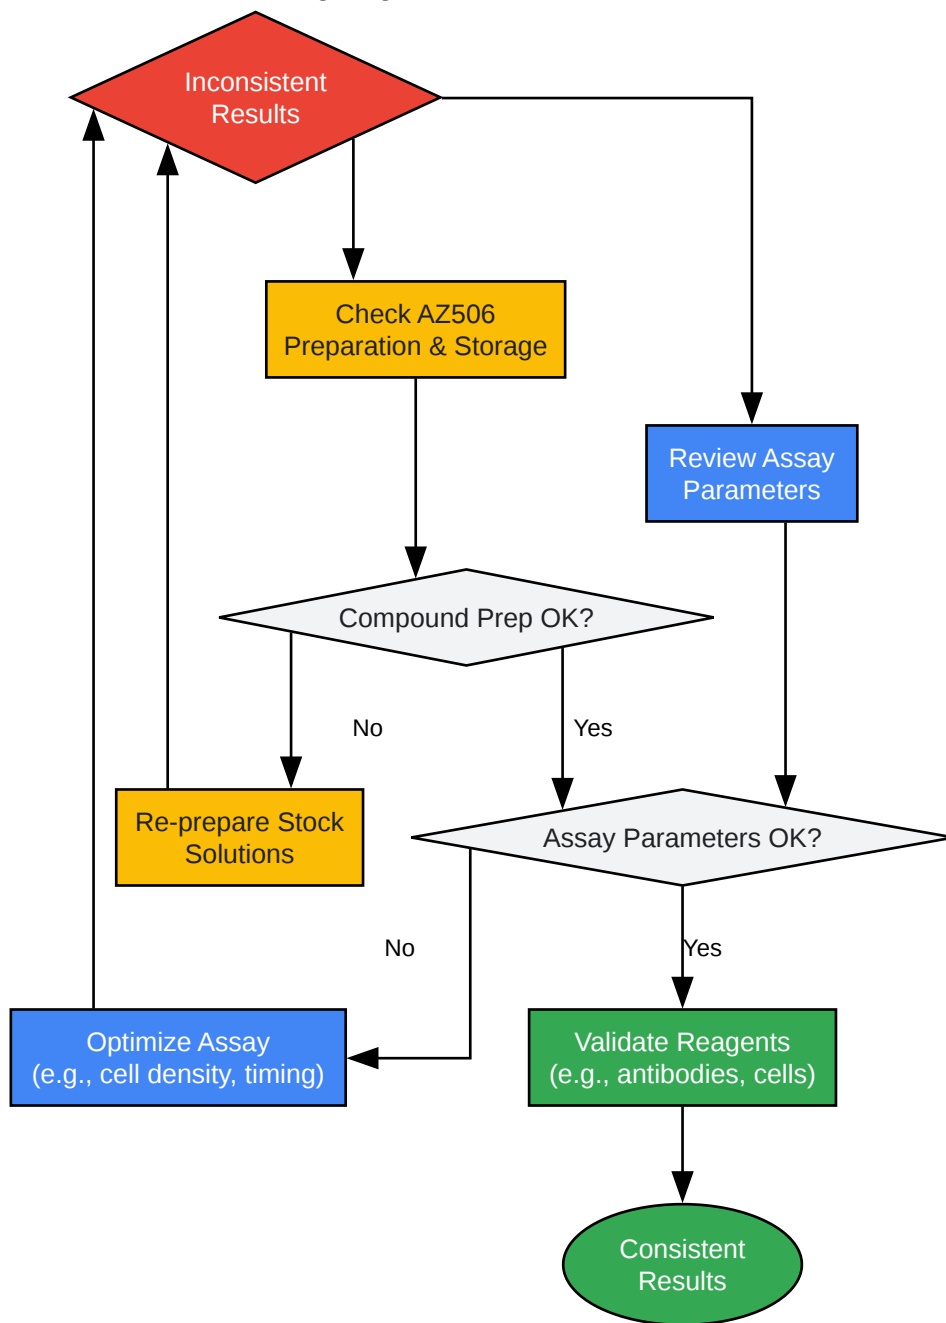 Inconsistent
Results
Check AZ506
Preparation & Storage
Review Assay
Parameters
Compound Prep OK?
No
Yes
Re-prepare Stock
Solutions
Assay Parameters OK?
No
Yes
Optimize Assay
(e.g., cell density, timing)
Validate Reagents
(e.g., antibodies, cells)
Consistent
Results